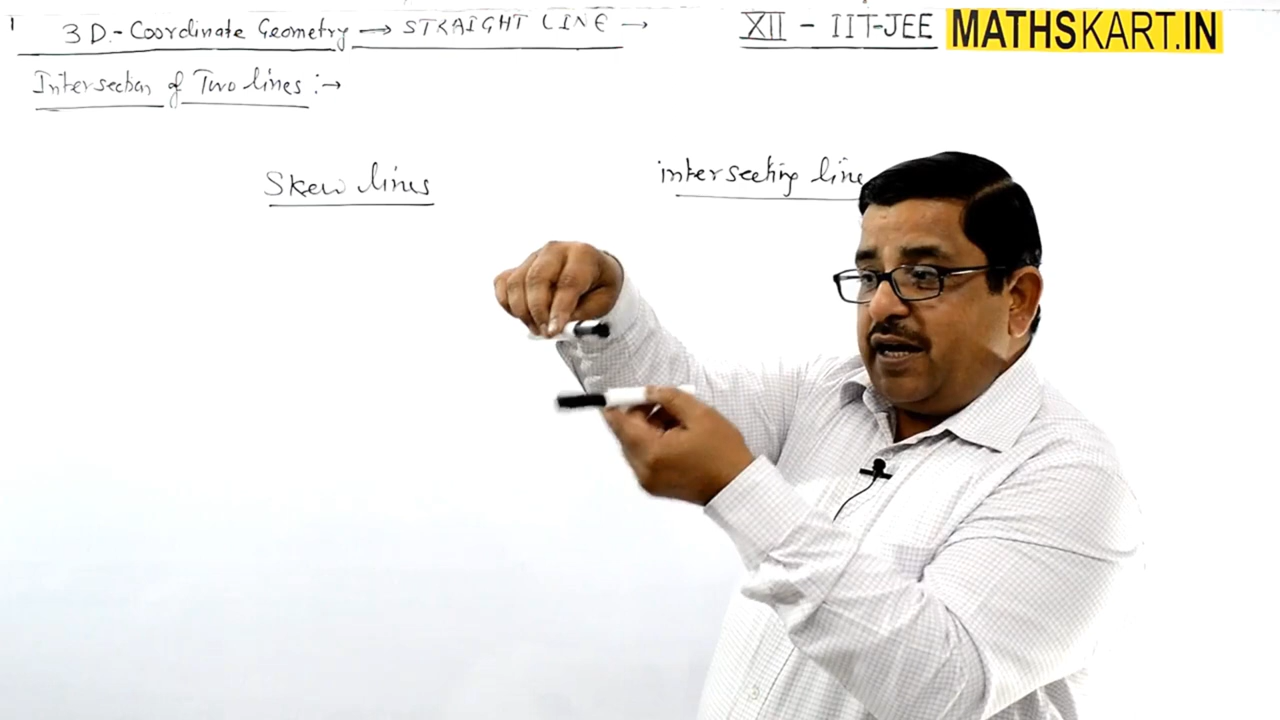 1 3D.-Coordinate Geometry → STRAIGHT LINE → XII - IIT-JEE MATHSKART.IN
Intersection of Two lines :→
Skew lines intersecting line